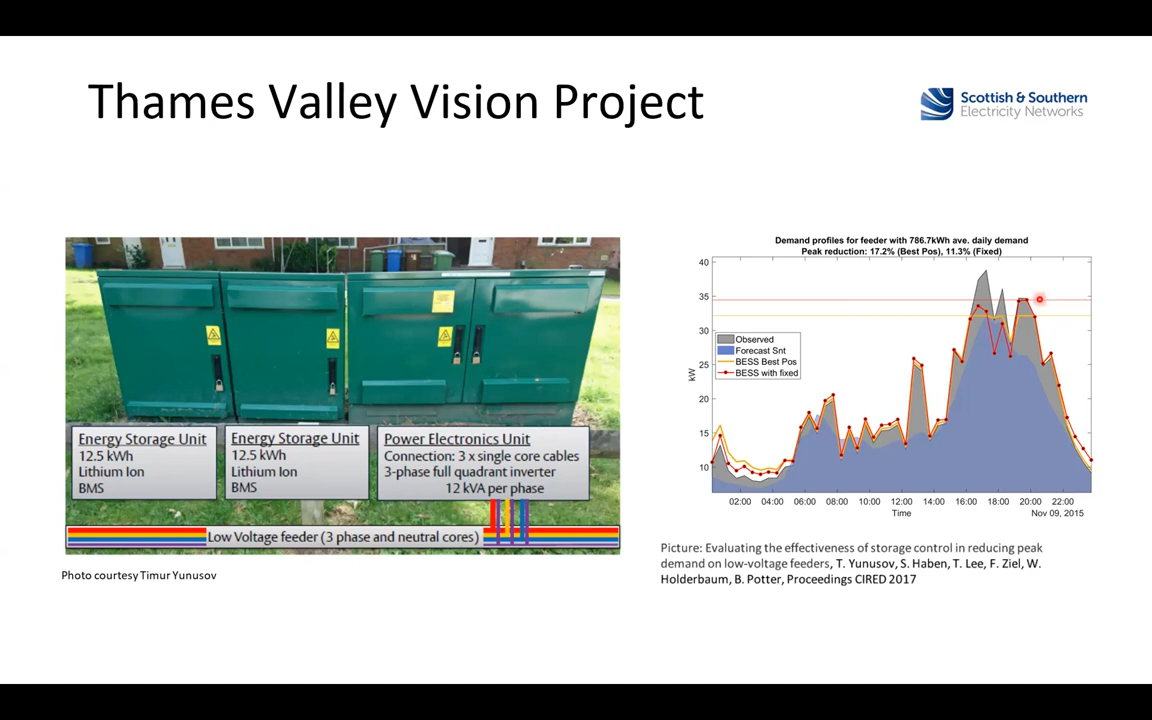 Thames Valley Vision Project
Scottish & Southern
Electricity Networks
Energy Storage Unit
12.5 kWh
Lithium Ion
BMS
Energy Storage Unit
12.5 kWh
Lithium Ion
BMS
Power Electronics Unit
Connection: 3 x single core cables
3-phase full quadrant inverter
12 kVA per phase
Low Voltage feeder (3 phase and neutral cores)
Photo courtesy Timur Yunusov
Demand profiles for feeder with 786.7kWh ave. daily demand
Peak reduction: 17.2% (Best Pos), 11.3% (Fixed)
40
35
30
25
20
15
10
kW
Observed
Forecast Snt
BESS Best Pos
BESS with fixed
02:00 04:00 06:00 08:00 10:00 12:00 14:00 16:00 18:00 20:00 22:00
Time
Nov 09, 2015
Picture: Evaluating the effectiveness of storage control in reducing peak
demand on low-voltage feeders, T. Yunusov, S. Haben, T. Lee, F. Ziel, W.
Holderbaum, B. Potter, Proceedings CIRED 2017